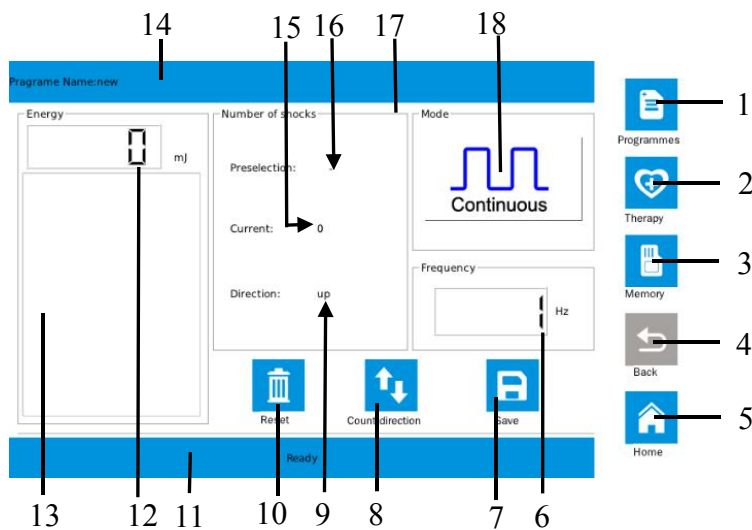 15 16 17 18
14
Programe Name:new
Energy
Number of shocks
Mode
1
0 mJ
Programmes
Preselection: -
Continuous
2
Therapy
Current: 0
3
Frequency
Memory
Direction: up
1 Hz
4
Back
Reset
Count direction
Save
5
Home
Ready
13 12 11 10 9 8 7 6